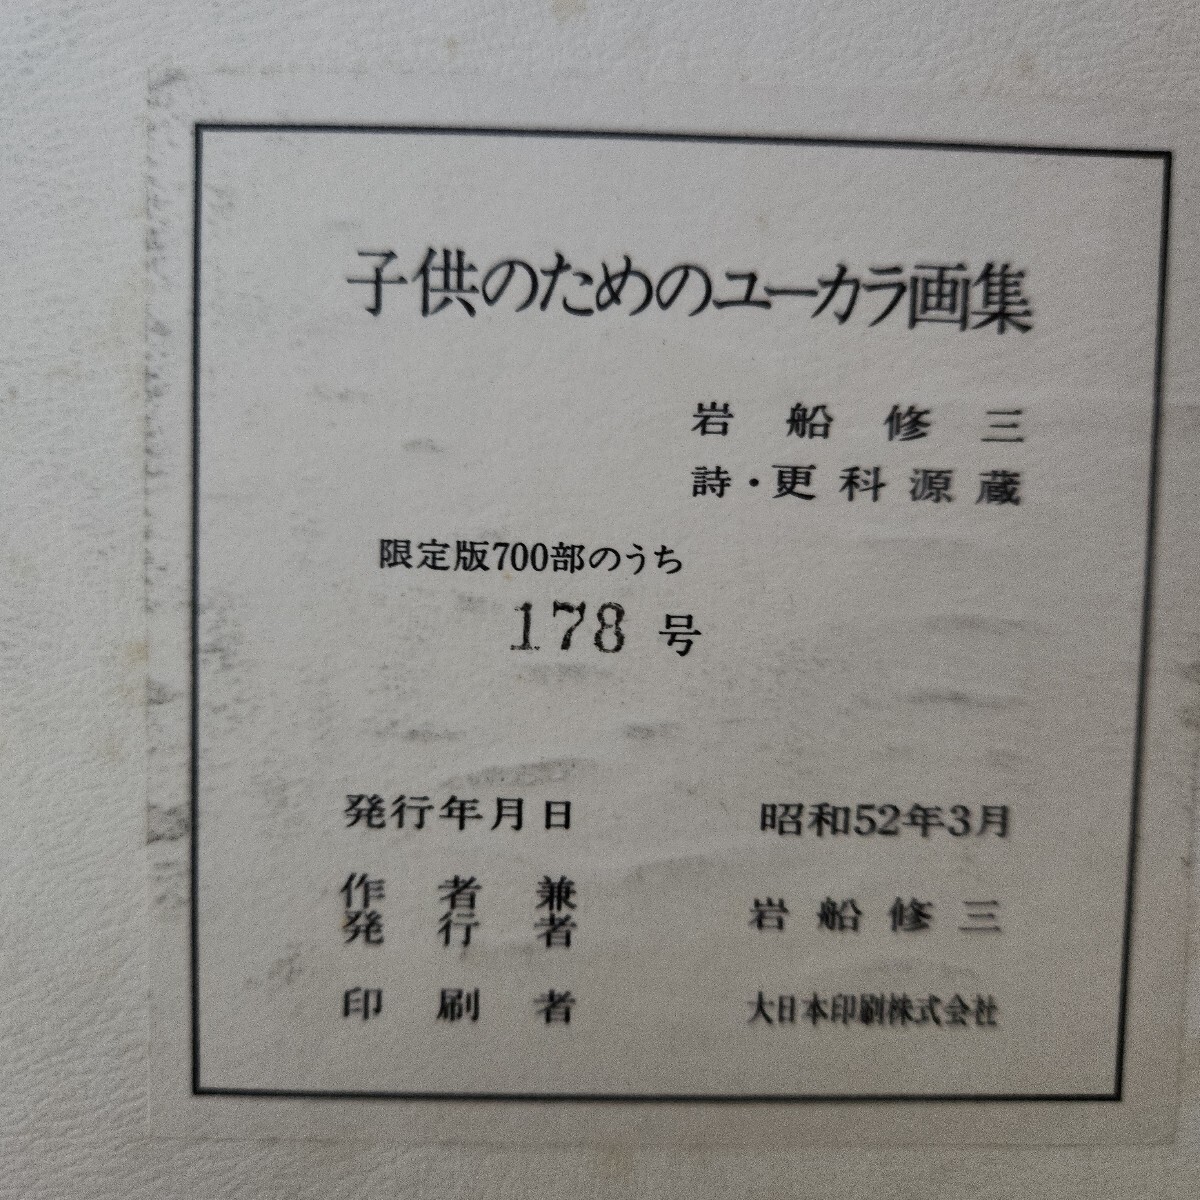 子供のためのユーカラ画集
岩船修三
詩・更科源蔵
限定版700部のうち
178号
発行年月日 昭和52年3月
作者兼
発行者 岩船修三
印刷者 大日本印刷株式会社